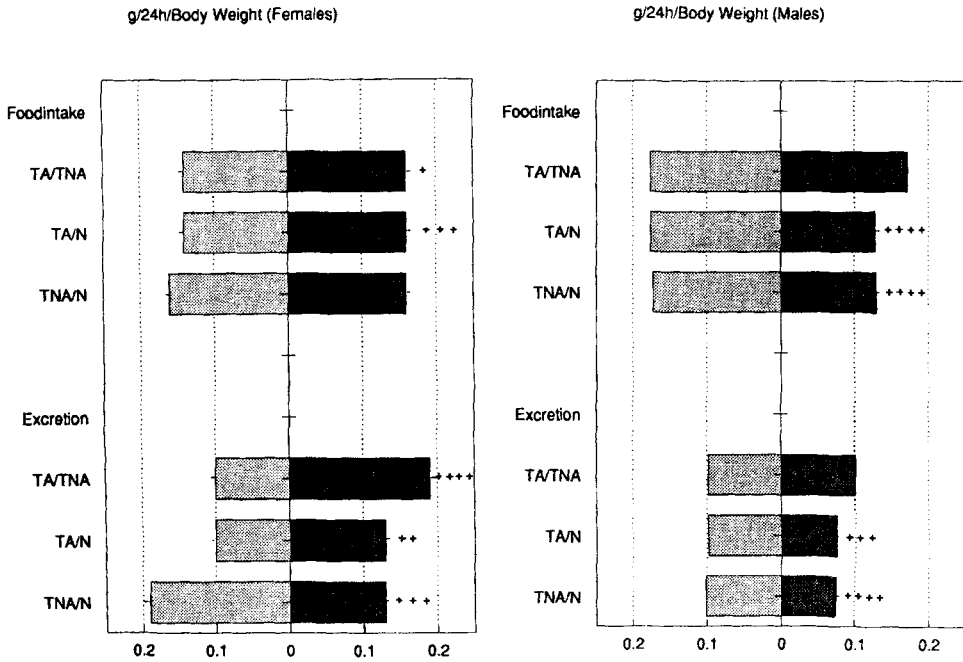 g/24h/Body Weight (Females)
Foodintake
TA/TNA +
TA/N + + +
TNA/N
Excretion
TA/TNA + + + +
TA/N + +
TNA/N + + +
0.2 0.1 0 0.1 0.2
g/24h/Body Weight (Males)
Foodintake
TA/TNA
TA/N + + + +
TNA/N + + + +
Excretion
TA/TNA
TA/N + + +
TNA/N + + + +
0.2 0.1 0 0.1 0.2